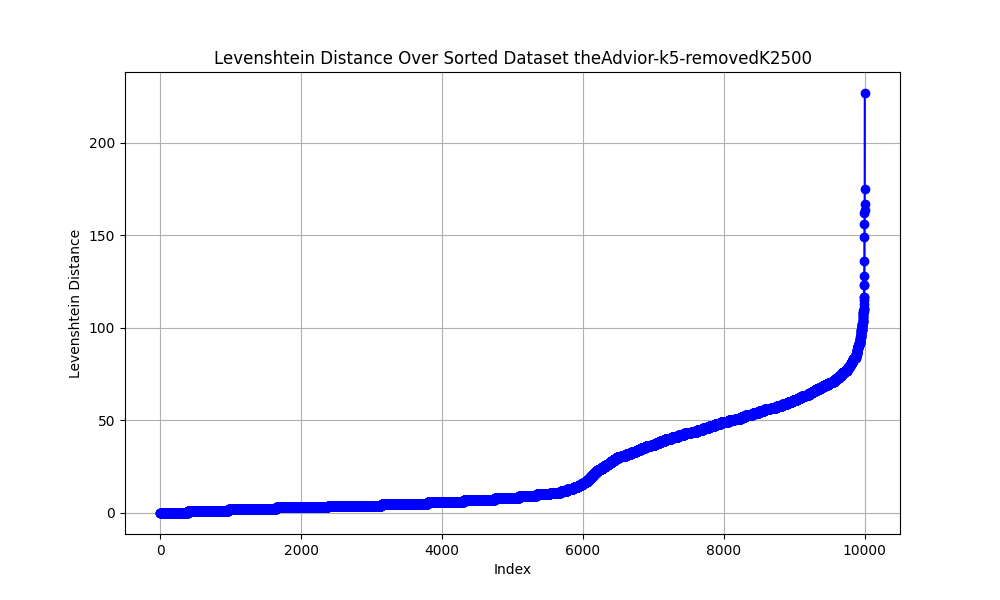 Levenshtein Distance Over Sorted Dataset theAdvior-k5-removedK2500
200
150
100
50
0
Levenshtein Distance
0 2000 4000 6000 8000 10000
Index